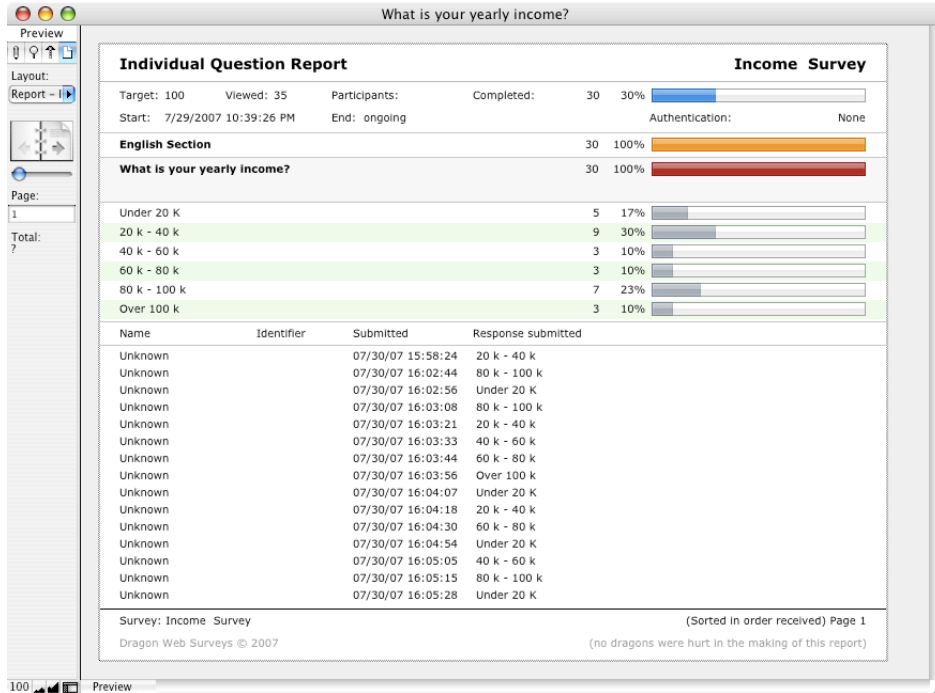 What is your yearly income?
Preview
Layout:
Report – I
Page:
1
Total:
?
Individual Question Report Income Survey
Target: 100 Viewed: 35 Participants: Completed: 30 30%
Start: 7/29/2007 10:39:26 PM End: ongoing Authentication: None
English Section 30 100%
What is your yearly income? 30 100%
Under 20 K 5 17%
20 k - 40 k 9 30%
40 k - 60 k 3 10%
60 k - 80 k 3 10%
80 k - 100 k 7 23%
Over 100 k 3 10%
Name Identifier Submitted Response submitted
Unknown 07/30/07 15:58:24 20 k - 40 k
Unknown 07/30/07 16:02:44 80 k - 100 k
Unknown 07/30/07 16:02:56 Under 20 K
Unknown 07/30/07 16:03:08 80 k - 100 k
Unknown 07/30/07 16:03:21 20 k - 40 k
Unknown 07/30/07 16:03:33 40 k - 60 k
Unknown 07/30/07 16:03:44 60 k - 80 k
Unknown 07/30/07 16:03:56 Over 100 k
Unknown 07/30/07 16:04:07 Under 20 K
Unknown 07/30/07 16:04:18 20 k - 40 k
Unknown 07/30/07 16:04:30 60 k - 80 k
Unknown 07/30/07 16:04:54 Under 20 K
Unknown 07/30/07 16:05:05 40 k - 60 k
Unknown 07/30/07 16:05:15 80 k - 100 k
Unknown 07/30/07 16:05:28 Under 20 K
Survey: Income Survey (Sorted in order received) Page 1
Dragon Web Surveys © 2007 (no dragons were hurt in the making of this report)
100 Preview